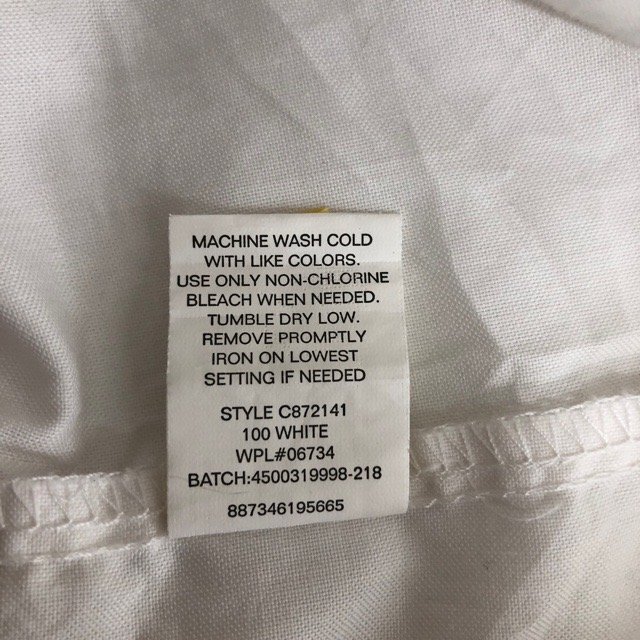 MACHINE WASH COLD
WITH LIKE COLORS.
USE ONLY NON-CHLORINE
BLEACH WHEN NEEDED.
TUMBLE DRY LOW.
REMOVE PROMPTLY
IRON ON LOWEST
SETTING IF NEEDED
STYLE C872141
100 WHITE
WPL#06734
BATCH:4500319998-218
887346195665